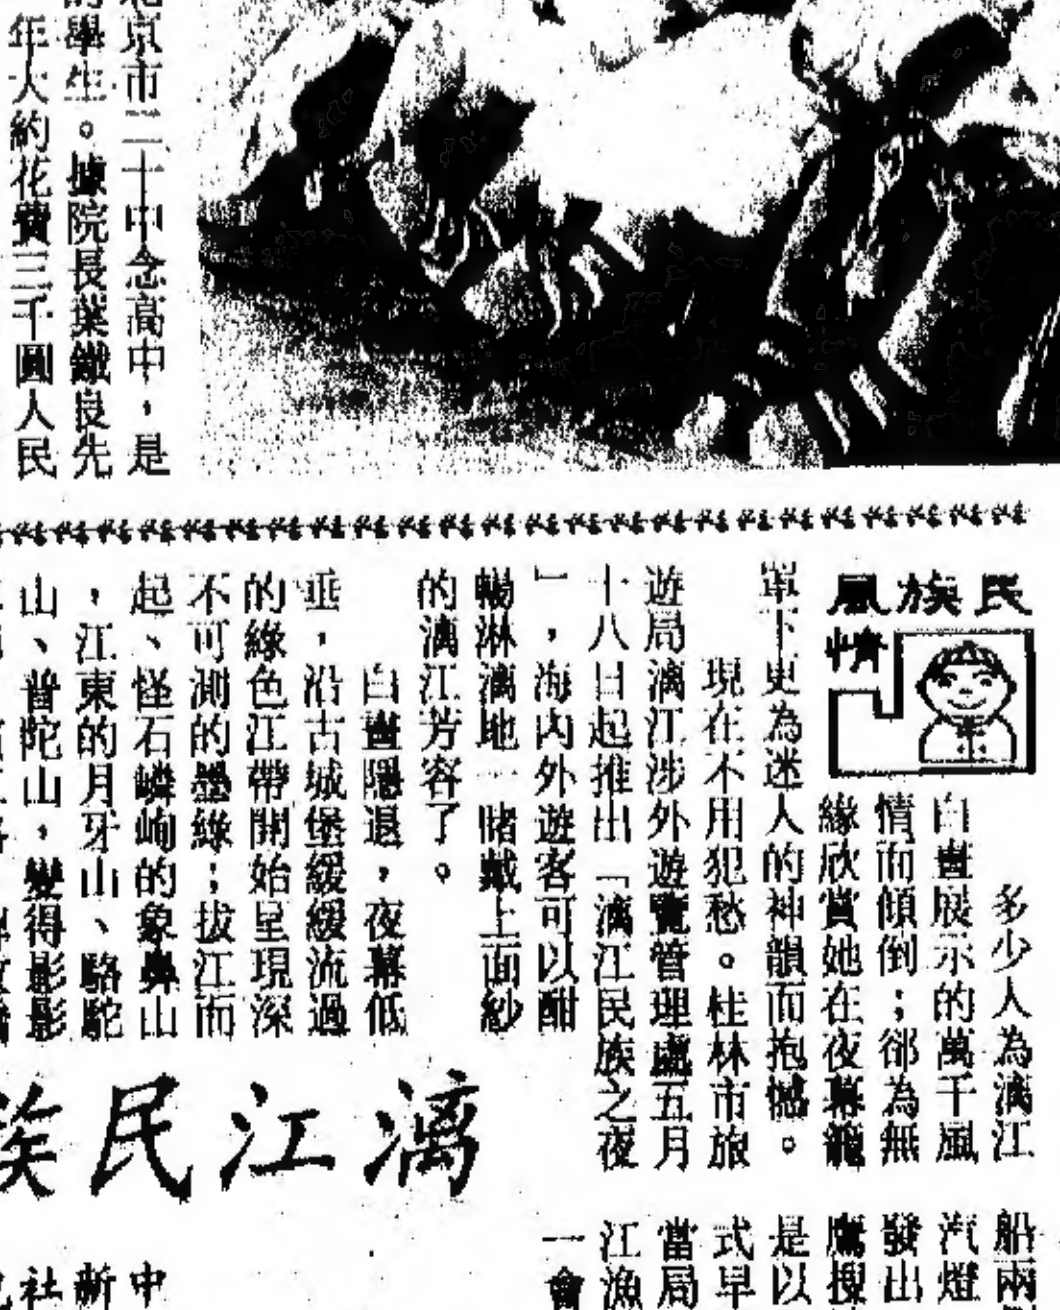 京市二十中念高中，是
學生。據院長葉鐵良先
年大約花費三千圓人民
民族風
情
多少人為漓江
白晝展示的萬千風
情而傾倒；郤為無
緣欣賞她在夜幕籠
罩下更為迷人的神韻而抱憾。
現在不用犯愁。桂林市旅
遊局漓江涉外遊覽管理處五月
十八日起推出「漓江民族之夜
」，海內外遊客可以酣
暢淋漓地一睹戴上面紗
的漓江芳容了。
白晝隱退，夜幕低
垂，沿古城堡緩緩流過
的綠色江帶開始呈現深
不可測的墨綠；拔江而
起、怪石嶙峋的象鼻山
，江東的月牙山、駱駝
山、普陀山，變得影影
漓江民族
船兩
汽燈
發出
鷹
是以
式早
當局
江漁
一會
中
新
社